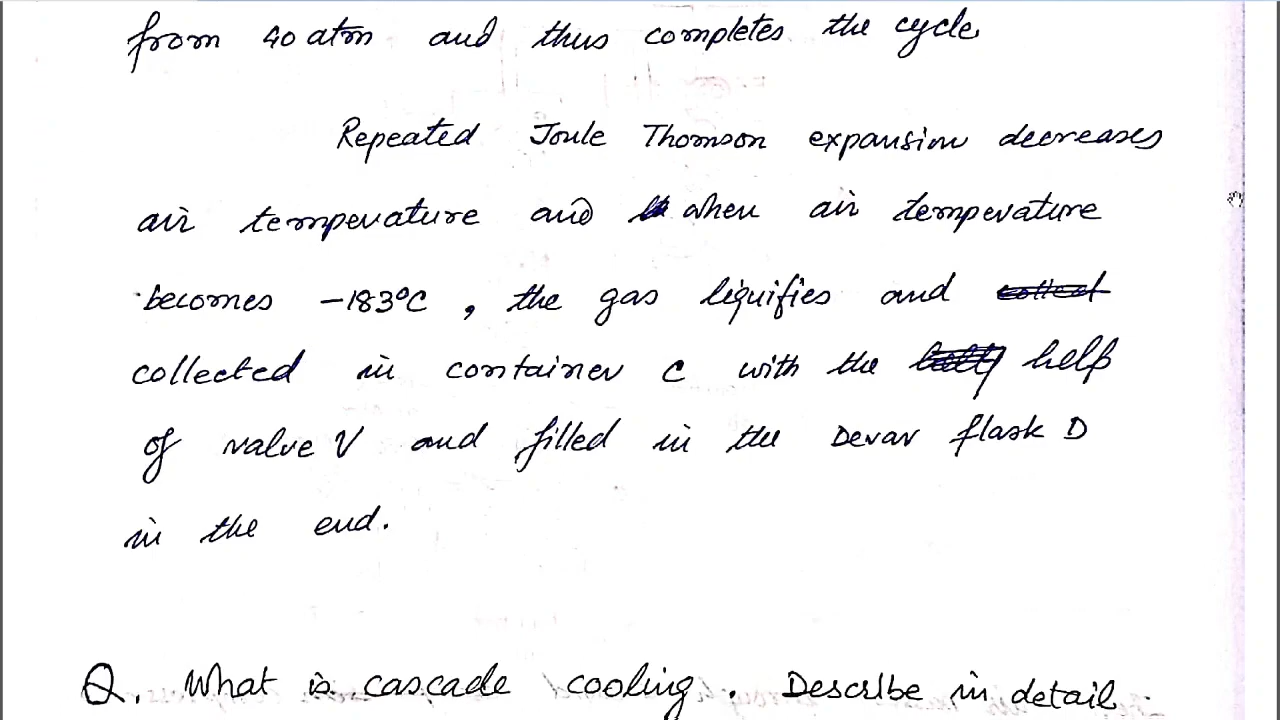 from 40 atm and thus completes the cycle
Repeated Joule Thomson expansion decreases
air temperature and when air temperature
becomes -183°C, the gas liquifies and collect
collected in container C with the help
of valve V and filled in the Devar flask D
in the end.
Q. What is cascade cooling. Describe in detail.